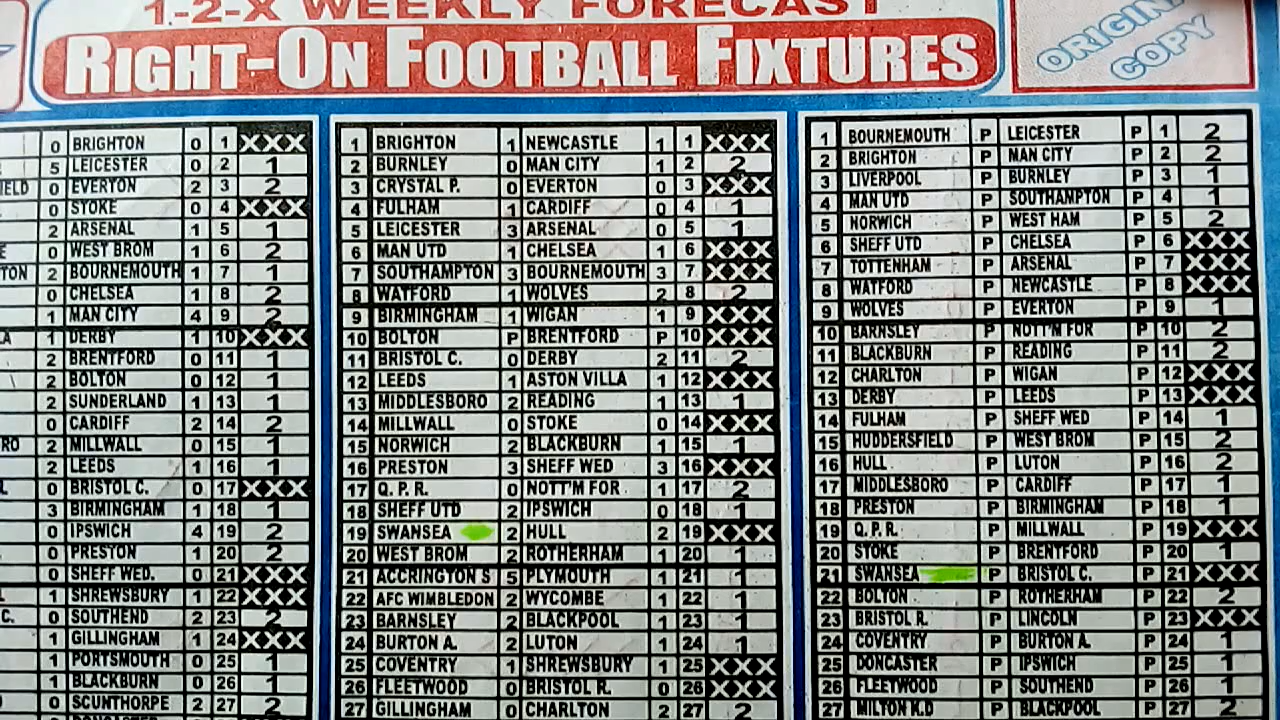 1-2-X WEEKLY FORECAST
RIGHT-ON FOOTBALL FIXTURES
ORIGINA
COPY
0 BRIGHTON 0 1 XXX
5 LEICESTER 0 2 1
IELD 0 EVERTON 2 3 2
0 STOKE 0 4 XXX
2 ARSENAL 1 5 1
E 0 WEST BROM 1 6 2
TON 2 BOURNEMOUTH 1 7 1
0 CHELSEA 1 8 2
1 MAN CITY 4 9 2
LA 1 DERBY 1 10 XXX
2 BRENTFORD 0 11 1
2 BOLTON 0 12 1
2 SUNDERLAND 1 13 1
0 CARDIFF 2 14 2
RO 2 MILLWALL 0 15 1
2 LEEDS 1 16 1
L 0 BRISTOL C. 0 17 XXX
3 BIRMINGHAM 1 18 1
0 IPSWICH 4 19 2
0 PRESTON 1 20 2
0 SHEFF WED. 0 21 XXX
1 SHREWSBURY 1 22 XXX
C. 0 SOUTHEND 2 23 2
1 GILLINGHAM 1 24 XXX
1 PORTSMOUTH 0 25 1
1 BLACKBURN 0 26 1
0 SCUNTHORPE 2 27 2
1 BRIGHTON 1 NEWCASTLE 1 1 XXX
2 BURNLEY 0 MAN CITY 1 2 2
3 CRYSTAL P. 0 EVERTON 0 3 XXX
4 FULHAM 1 CARDIFF 0 4 1
5 LEICESTER 3 ARSENAL 0 5 1
6 MAN UTD 1 CHELSEA 1 6 XXX
7 SOUTHAMPTON 3 BOURNEMOUTH 3 7 XXX
8 WATFORD 1 WOLVES 2 8 2
9 BIRMINGHAM 1 WIGAN 1 9 XXX
10 BOLTON P BRENTFORD P 10 XXX
11 BRISTOL C. 0 DERBY 2 11 2
12 LEEDS 1 ASTON VILLA 1 12 XXX
13 MIDDLESBORO 2 READING 1 13 1
14 MILLWALL 0 STOKE 0 14 XXX
15 NORWICH 2 BLACKBURN 1 15 1
16 PRESTON 3 SHEFF WED 3 16 XXX
17 Q. P. R. 0 NOTT'M FOR 1 17 2
18 SHEFF UTD 2 IPSWICH 0 18 1
19 SWANSEA 2 HULL 2 19 XXX
20 WEST BROM 2 ROTHERHAM 1 20 1
21 ACCRINGTON S 5 PLYMOUTH 1 21 1
22 AFC WIMBLEDON 2 WYCOMBE 1 22 1
23 BARNSLEY 2 BLACKPOOL 1 23 1
24 BURTON A. 2 LUTON 1 24 1
25 COVENTRY 1 SHREWSBURY 1 25 XXX
26 FLEETWOOD 0 BRISTOL R. 0 26 XXX
27 GILLINGHAM 0 CHARLTON 2 27 2
1 BOURNEMOUTH P LEICESTER P 1 2
2 BRIGHTON P MAN CITY P 2 2
3 LIVERPOOL P BURNLEY P 3 1
4 MAN UTD P SOUTHAMPTON P 4 1
5 NORWICH P WEST HAM P 5 2
6 SHEFF UTD P CHELSEA P 6 XXX
7 TOTTENHAM P ARSENAL P 7 XXX
8 WATFORD P NEWCASTLE P 8 XXX
9 WOLVES P EVERTON P 9 1
10 BARNSLEY P NOTT'M FOR P 10 2
11 BLACKBURN P READING P 11 2
12 CHARLTON P WIGAN P 12 XXX
13 DERBY P LEEDS P 13 XXX
14 FULHAM P SHEFF WED P 14 1
15 HUDDERSFIELD P WEST BROM P 15 2
16 HULL P LUTON P 16 2
17 MIDDLESBORO P CARDIFF P 17 1
18 PRESTON P BIRMINGHAM P 18 1
19 Q. P. R. P MILLWALL P 19 XXX
20 STOKE P BRENTFORD P 20 1
21 SWANSEA P BRISTOL C. P 21 XXX
22 BOLTON P ROTHERHAM P 22 2
23 BRISTOL R. P LINCOLN P 23 XXX
24 COVENTRY P BURTON A. P 24 1
25 DONCASTER P IPSWICH P 25 1
26 FLEETWOOD P SOUTHEND P 26 1
27 MILTON K.D P BLACKPOOL P 27 2